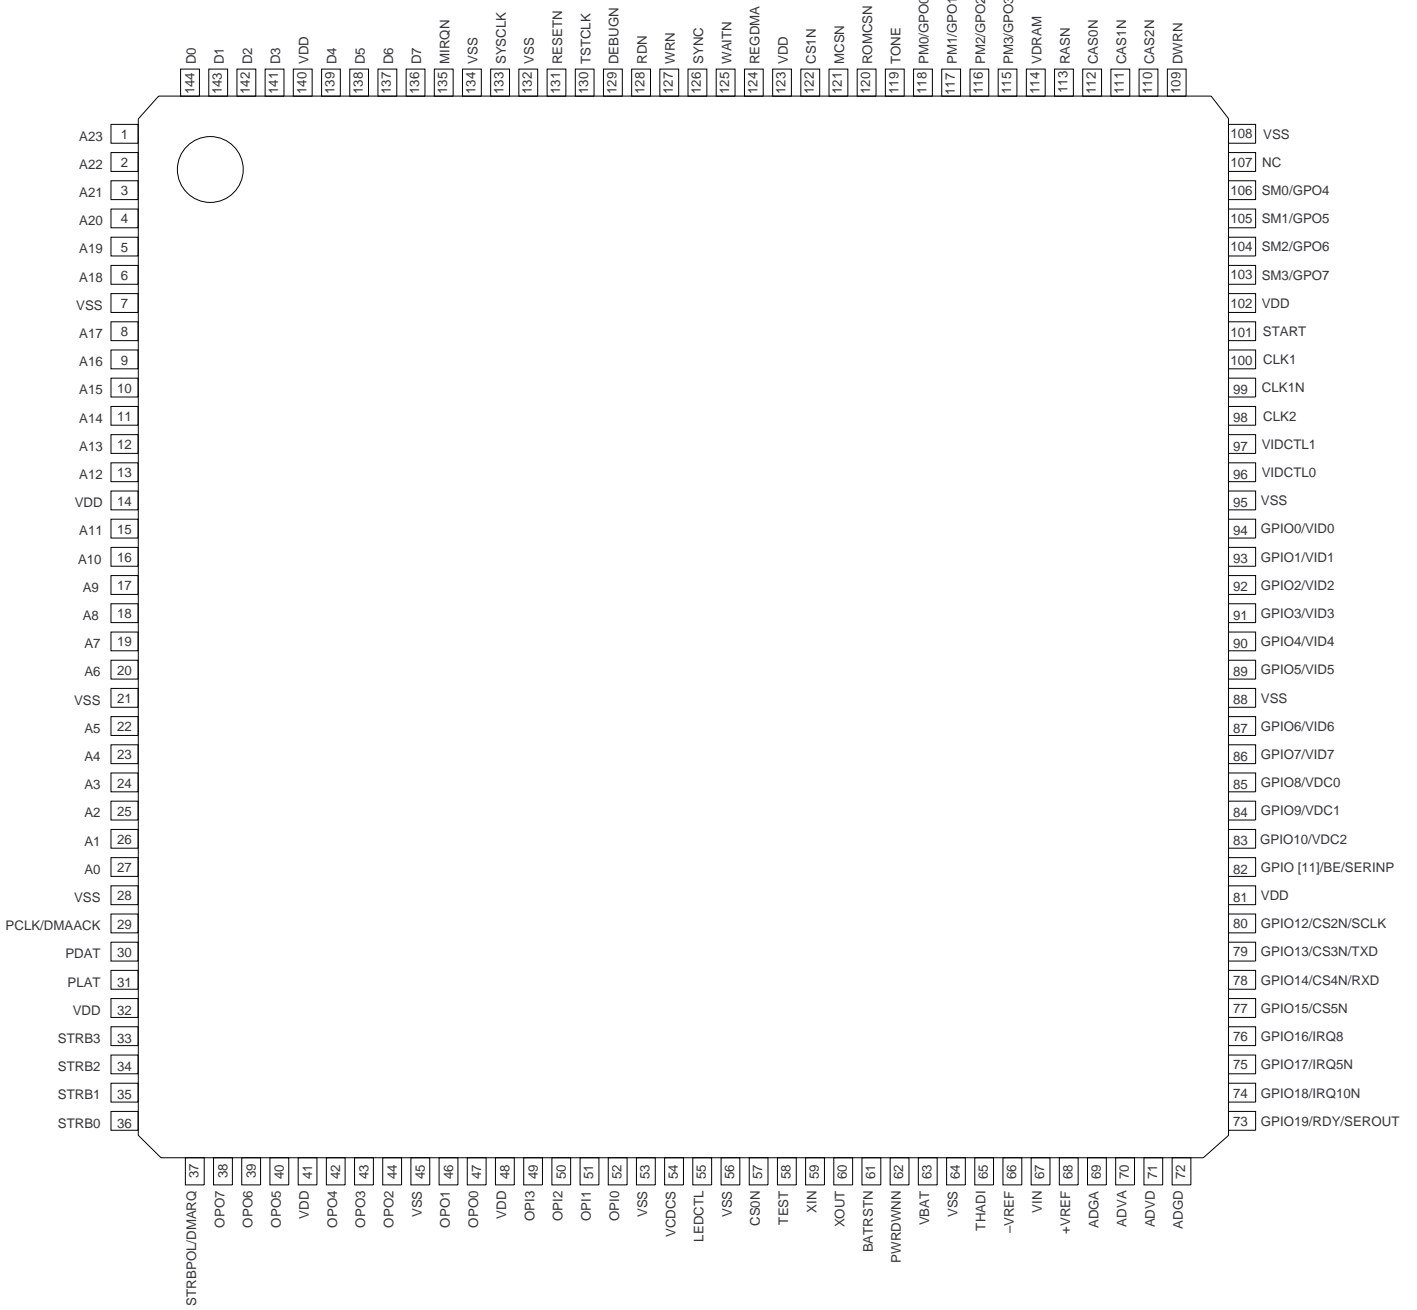 144 D0
143 D1
142 D2
141 D3
140 VDD
139 D4
138 D5
137 D6
136 D7
135 MIRQN
134 VSS
133 SYSCLK
132 VSS
131 RESETN
130 TSTCLK
129 DEBUGN
128 RDN
127 WRN
126 SYNC
125 WAITN
124 REGDMA
123 VDD
122 CS1N
121 MCSN
120 ROMCSN
119 TONE
118 PM0/GPO0
117 PM1/GPO1
116 PM2/GPO2
115 PM3/GPO3
114 VDRAM
113 RASN
112 CAS0N
111 CAS1N
110 CAS2N
109 DWRN
A23 1
A22 2
A21 3
A20 4
A19 5
A18 6
VSS 7
A17 8
A16 9
A15 10
A14 11
A13 12
A12 13
VDD 14
A11 15
A10 16
A9 17
A8 18
A7 19
A6 20
VSS 21
A5 22
A4 23
A3 24
A2 25
A1 26
A0 27
VSS 28
PCLK/DMAACK 29
PDAT 30
PLAT 31
VDD 32
STRB3 33
STRB2 34
STRB1 35
STRB0 36
108 VSS
107 NC
106 SM0/GPO4
105 SM1/GPO5
104 SM2/GPO6
103 SM3/GPO7
102 VDD
101 START
100 CLK1
99 CLK1N
98 CLK2
97 VIDCTL1
96 VIDCTL0
95 VSS
94 GPIO0/VID0
93 GPIO1/VID1
92 GPIO2/VID2
91 GPIO3/VID3
90 GPIO4/VID4
89 GPIO5/VID5
88 VSS
87 GPIO6/VID6
86 GPIO7/VID7
85 GPIO8/VDC0
84 GPIO9/VDC1
83 GPIO10/VDC2
82 GPIO [11]/BE/SERINP
81 VDD
80 GPIO12/CS2N/SCLK
79 GPIO13/CS3N/TXD
78 GPIO14/CS4N/RXD
77 GPIO15/CS5N
76 GPIO16/IRQ8
75 GPIO17/IRQ5N
74 GPIO18/IRQ10N
73 GPIO19/RDY/SEROUT
STRBPOL/DMARQ 37
OPO7 38
OPO6 39
OPO5 40
VDD 41
OPO4 42
OPO3 43
OPO2 44
VSS 45
OPO1 46
OPO0 47
VDD 48
OPI3 49
OPI2 50
OPI1 51
OPI0 52
VSS 53
VCDCS 54
LEDCTL 55
VSS 56
CS0N 57
TEST 58
XIN 59
XOUT 60
BATRSTN 61
PWRDWNN 62
VBAT 63
VSS 64
THADI 65
–VREF 66
VIN 67
+VREF 68
ADGA 69
ADVA 70
ADVD 71
ADGD 72